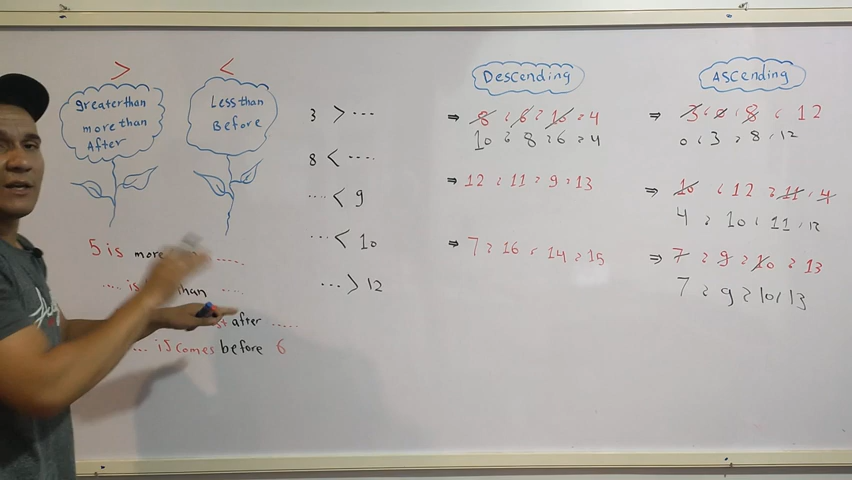 >
greaterthan
more than
After
<
Less than
Before
5 is more .....
.... is than .....
after .....
... is comes before 6
3 > ....
8 < ....
.... < 9
... < 10
... > 12
Descending
⇒ 8 , 6 , 10 , 4
10 , 8 , 6 , 4
⇒ 12 , 11 , 9 , 13
⇒ 7 , 16 , 14 , 15
ASCending
⇒ 3 , 0 , 8 , 12
0 , 3 , 8 , 12
⇒ 10 , 12 , 11 , 4
4 , 10 , 11 , 12
⇒ 7 , 9 , 10 , 13
7 , 9 , 10 , 13